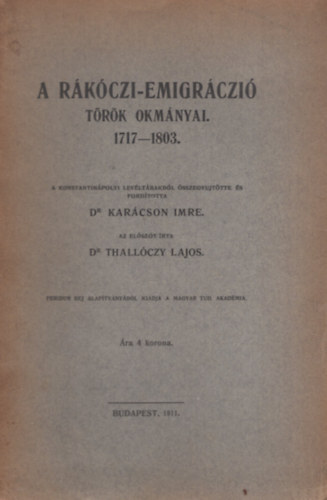 A RÁKÓCZI-EMIGRÁCZIÓ
TÖRÖK OKMÁNYAI.
1717—1803.
A KONSTANTINÁPOLYI LEVÉLTÁRAKBÓL ÖSSZEGYŰJTÖTTE ÉS
FORDÍTOTTA
DR KARÁCSON IMRE.
AZ ELŐSZÓT ÍRTA
DR THALLÓCZY LAJOS.
ALAPÍTVÁNYÁBÓL KIADJA A MAGYAR TUD. AKADÉMIA.
Ára 4 korona.
BUDAPEST, 1911.